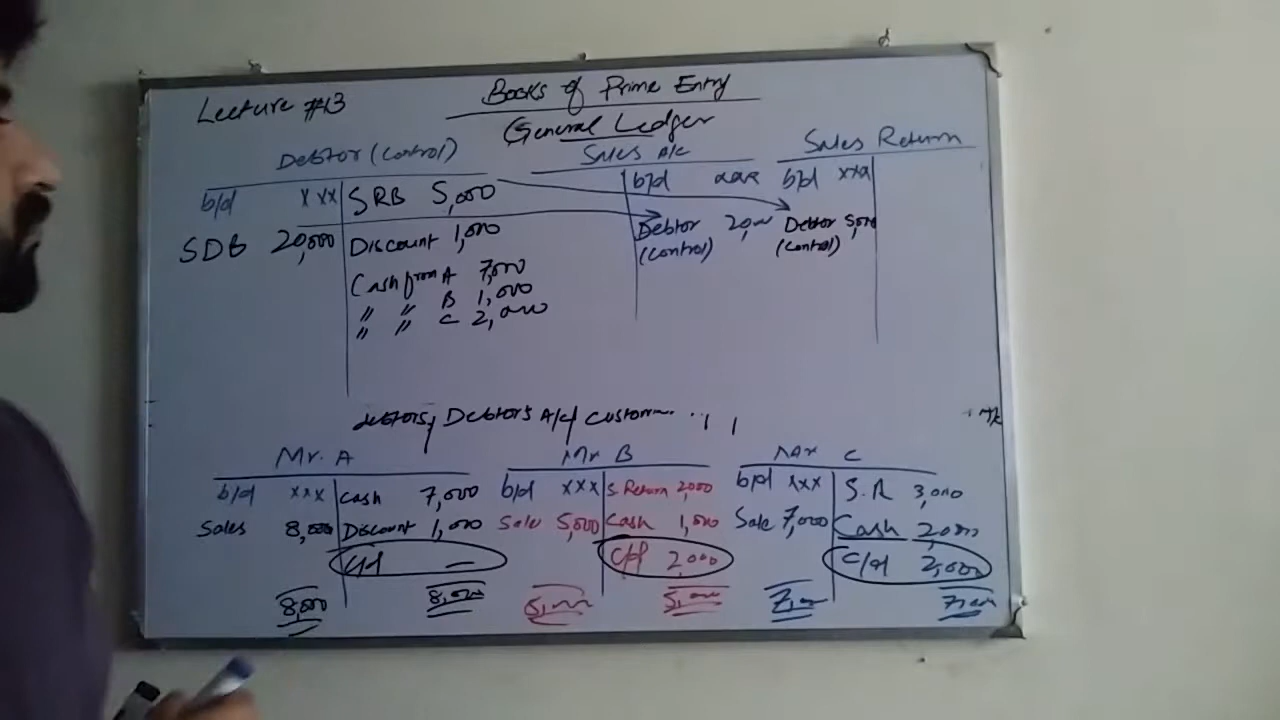 Lecture #13
Books of Prime Entry
General Ledger
Debtor (Control)
b/d xxx SRB 5,000
SDB 20,000 Discount 1,000
Cash from A 7,000
" " B 1,000
" " C 2,000
Sales A/c
b/d xxx
Debtor 20,000
(Control)
Sales Return
b/d xxx
Debtor 5,000
(Control)
Debtors A/c/ Custom
Mr. A
b/d xxx Cash 7,000
Sales 8,000 Discount 1,000
c/d —
8,000 8,000
Mr B
b/d xxx S. Return 2,000
Sale 5,000 Cash 1,000
c/d 2,000
5,000 5,000
Mr C
b/d xxx S.R 3,000
Sale 7,000 Cash 2,000
c/d 2,000
7,000 7,000